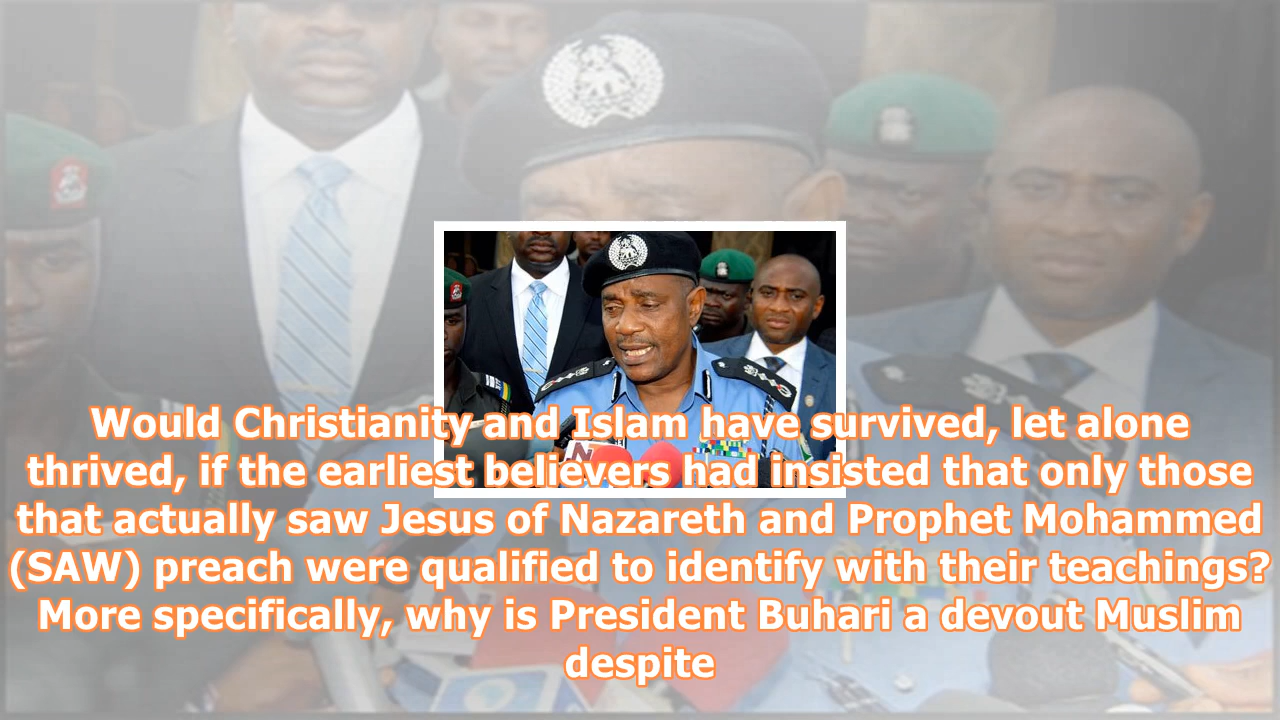 Would Christianity and Islam have survived, let alone
thrived, if the earliest believers had insisted that only those
that actually saw Jesus of Nazareth and Prophet Mohammed
(SAW) preach were qualified to identify with their teachings?
More specifically, why is President Buhari a devout Muslim
despite